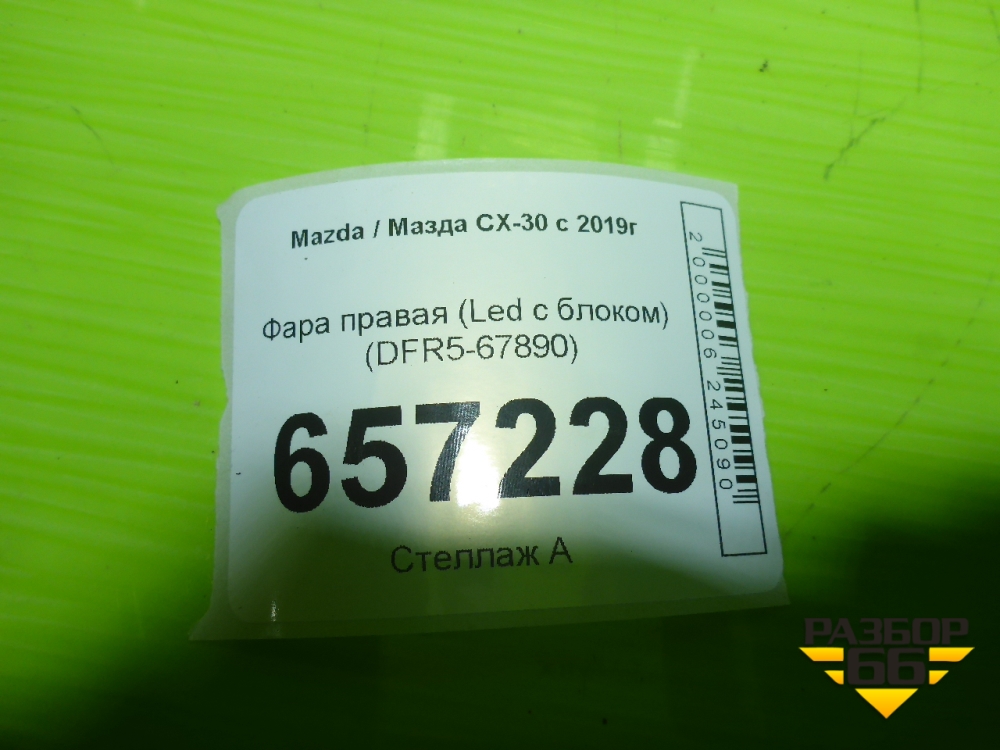 Mazda / Мазда CX-30 с 2019г
Фара правая (Led с блоком)
(DFR5-67890)
657228
Стеллаж А
2000006245090
РАЗБОР
66